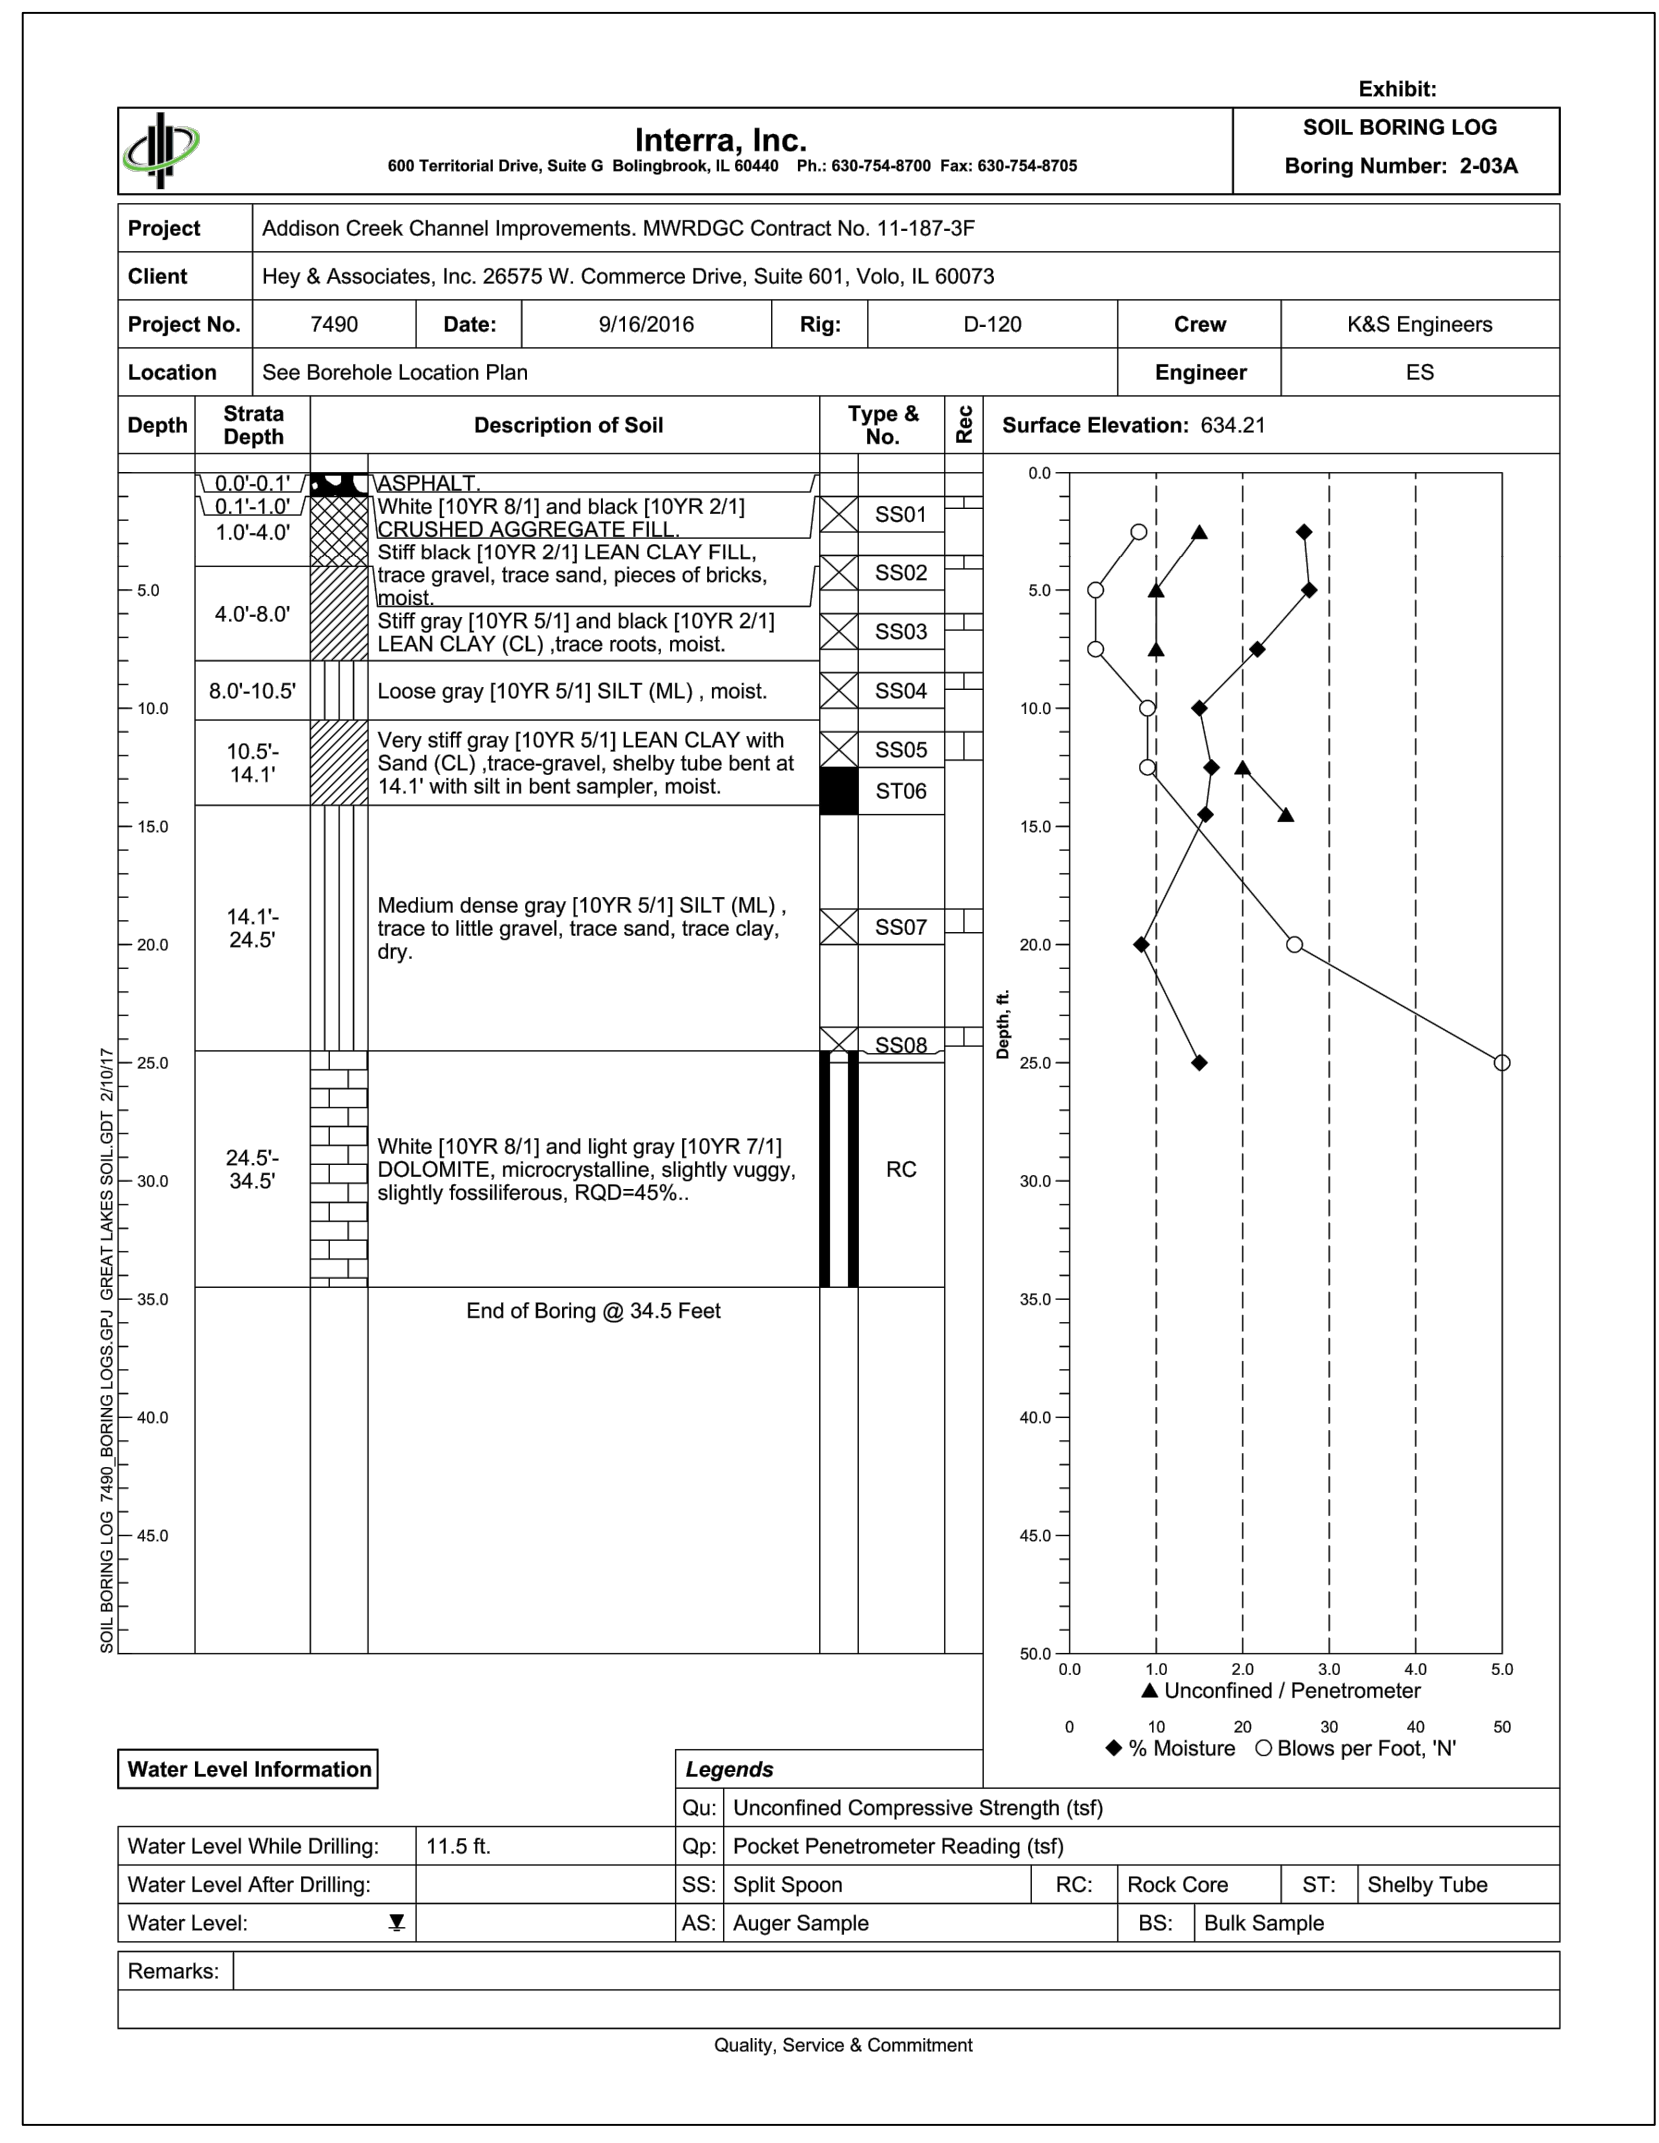 Exhibit:
Interra, Inc.
600 Territorial Drive, Suite G Bolingbrook, IL 60440 Ph.: 630-754-8700 Fax: 630-754-8705
SOIL BORING LOG
Boring Number: 2-03A
Project Addison Creek Channel Improvements. MWRDGC Contract No. 11-187-3F
Client Hey & Associates, Inc. 26575 W. Commerce Drive, Suite 601, Volo, IL 60073
Project No. 7490 Date: 9/16/2016 Rig: D-120 Crew K&S Engineers
Location See Borehole Location Plan Engineer ES
Depth
Strata
Depth
Description of Soil
Type &
No.
Rec
Surface Elevation: 634.21
0.0'-0.1'
ASPHALT.
0.1'-1.0'
White [10YR 8/1] and black [10YR 2/1]
CRUSHED AGGREGATE FILL.
SS01
1.0'-4.0'
Stiff black [10YR 2/1] LEAN CLAY FILL,
trace gravel, trace sand, pieces of bricks,
moist.
SS02
5.0
4.0'-8.0'
Stiff gray [10YR 5/1] and black [10YR 2/1]
LEAN CLAY (CL) ,trace roots, moist.
SS03
8.0'-10.5'
Loose gray [10YR 5/1] SILT (ML) , moist.
SS04
10.0
10.5'-
14.1'
Very stiff gray [10YR 5/1] LEAN CLAY with
Sand (CL) ,trace-gravel, shelby tube bent at
14.1' with silt in bent sampler, moist.
SS05
ST06
15.0
14.1'-
24.5'
Medium dense gray [10YR 5/1] SILT (ML) ,
trace to little gravel, trace sand, trace clay,
dry.
SS07
20.0
SS08
25.0
24.5'-
34.5'
White [10YR 8/1] and light gray [10YR 7/1]
DOLOMITE, microcrystalline, slightly vuggy,
slightly fossiliferous, RQD=45%..
RC
30.0
End of Boring @ 34.5 Feet
35.0
40.0
45.0
SOIL BORING LOG 7490_BORING LOGS.GPJ GREAT LAKES SOIL.GDT 2/10/17
0.0
5.0
10.0
15.0
20.0
Depth, ft.
25.0
30.0
35.0
40.0
45.0
50.0
0.0 1.0 2.0 3.0 4.0 5.0
▲ Unconfined / Penetrometer
0 10 20 30 40 50
◆ % Moisture ○ Blows per Foot, 'N'
Water Level Information
Legends
Qu: Unconfined Compressive Strength (tsf)
Water Level While Drilling: 11.5 ft.
Qp: Pocket Penetrometer Reading (tsf)
Water Level After Drilling:
SS: Split Spoon RC: Rock Core ST: Shelby Tube
Water Level:
AS: Auger Sample BS: Bulk Sample
Remarks:
Quality, Service & Commitment